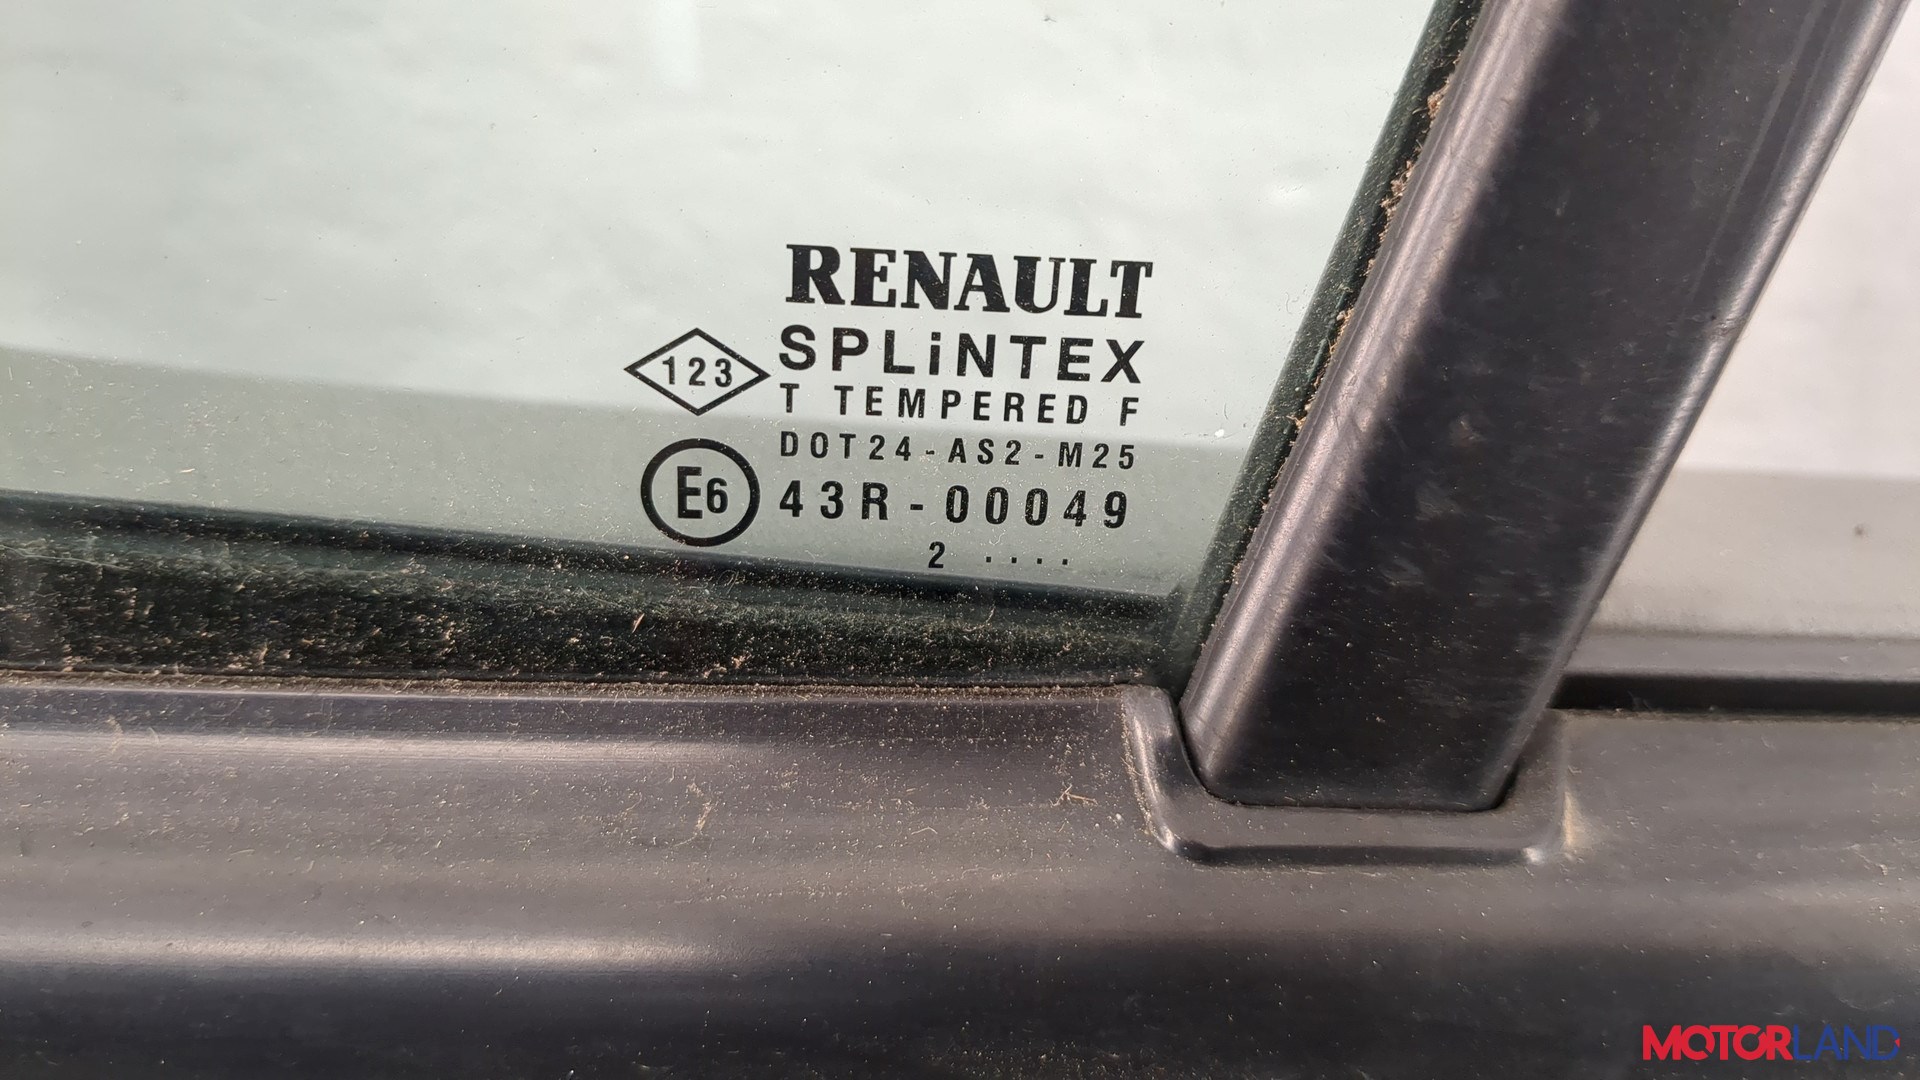 RENAULT
SPLiNTEX
123
T TEMPERED F
DOT24-AS2-M25
E6
43R-00049
2 ....
MOTORLAND